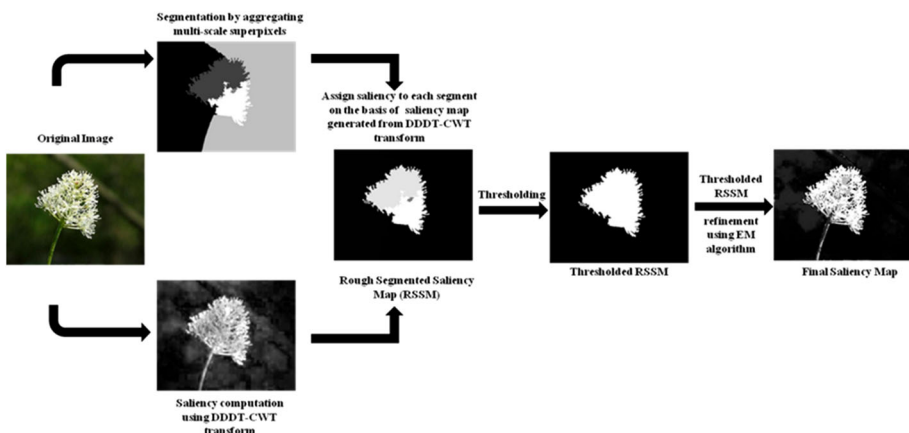 Segmentation by aggregating
multi-scale superpixels
Original Image
Assign saliency to each segment
on the basis of saliency map
generated from DDDT-CWT
transform
Thresholding
Thresholded
RSSM
refinement
using EM
algorithm
Rough Segmented Saliency
Map (RSSM)
Thresholded RSSM
Final Saliency Map
Saliency computation
using DDDT-CWT
transform